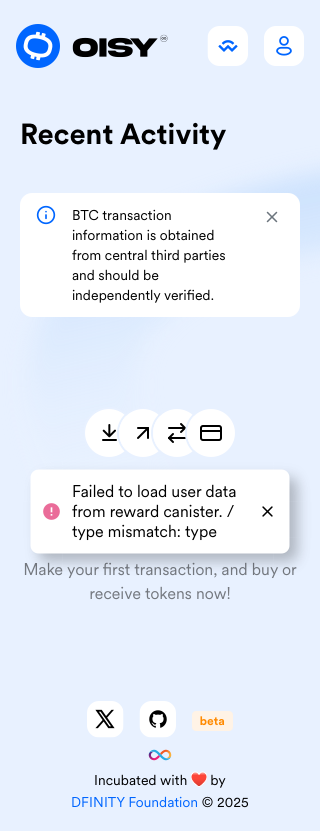 OISY
Recent Activity
BTC transaction
information is obtained
from central third parties
and should be
independently verified.
Failed to load user data
from reward canister. /
type mismatch: type
Make your first transaction, and buy or
receive tokens now!
beta
Incubated with ❤️ by
DFINITY Foundation © 2025